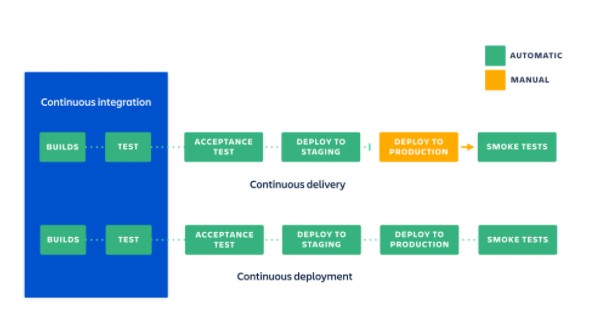 AUTOMATIC
MANUAL
Continuous integration
BUILDS
TEST
ACCEPTANCE
TEST
DEPLOY TO
STAGING
DEPLOY TO
PRODUCTION
SMOKE TESTS
Continuous delivery
BUILDS
TEST
ACCEPTANCE
TEST
DEPLOY TO
STAGING
DEPLOY TO
PRODUCTION
SMOKE TESTS
Continuous deployment